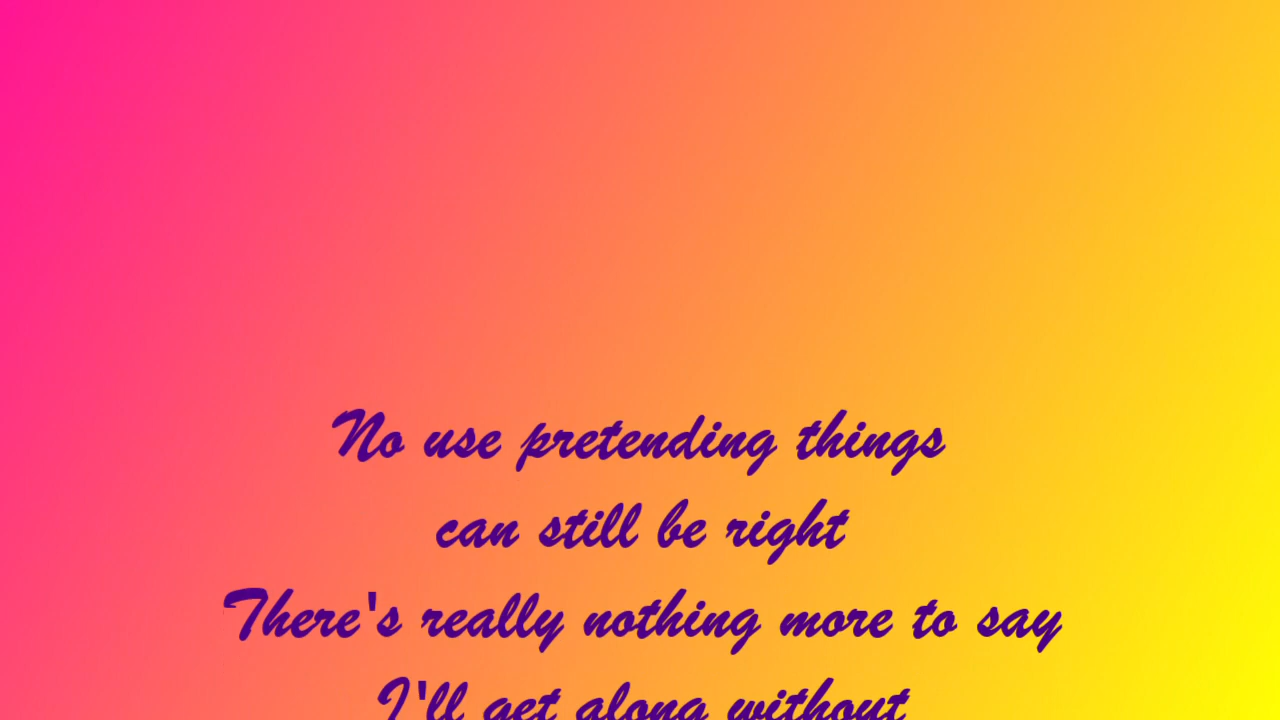 No use pretending things
can still be right
There's really nothing more to say
I'll get along without